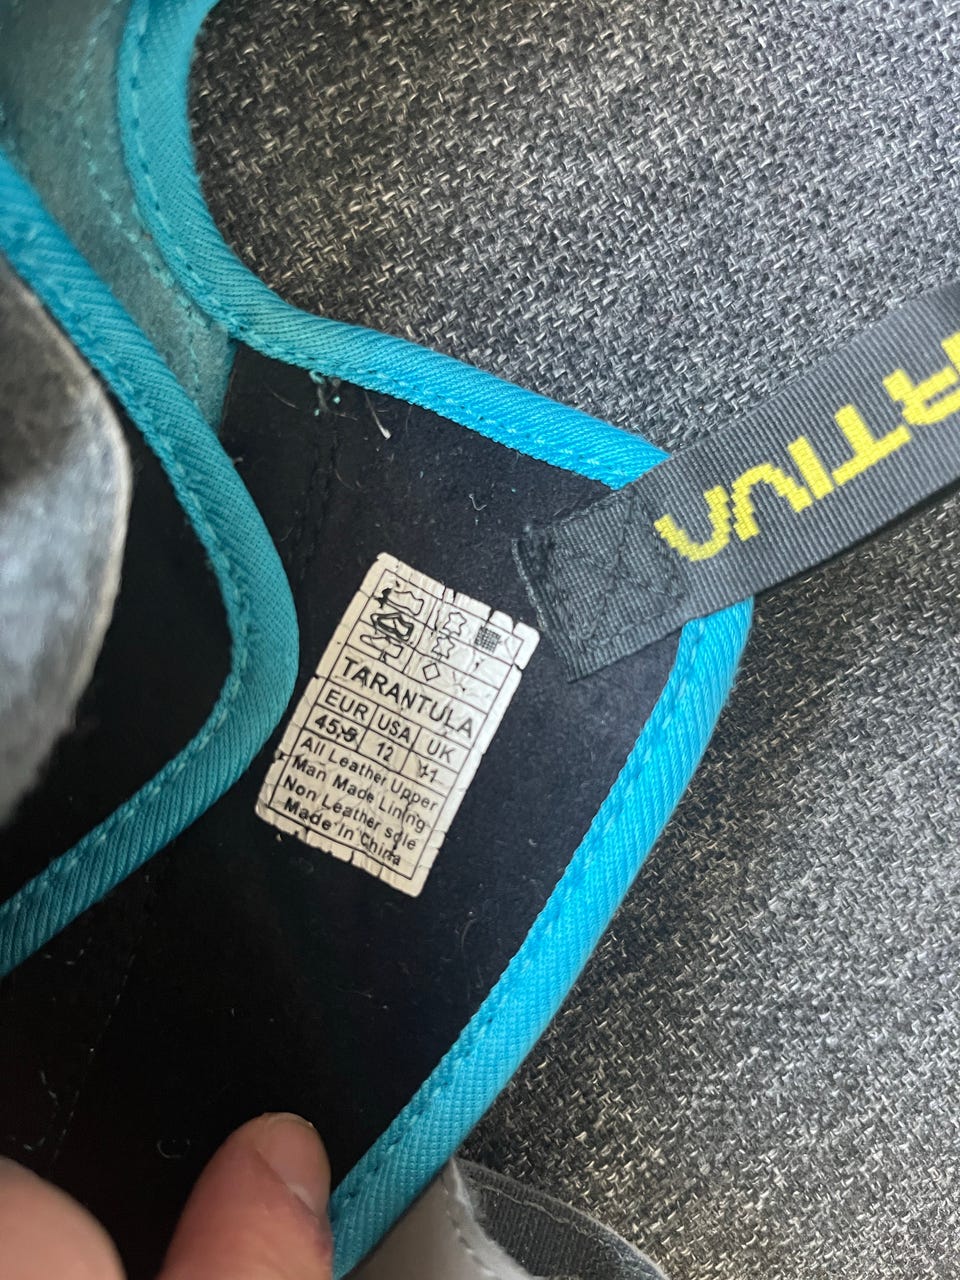 RTIVA
TARANTULA
EUR USA UK
45,5 12 11
All Leather Upper
Man Made Lining
Non Leather sole
Made In China